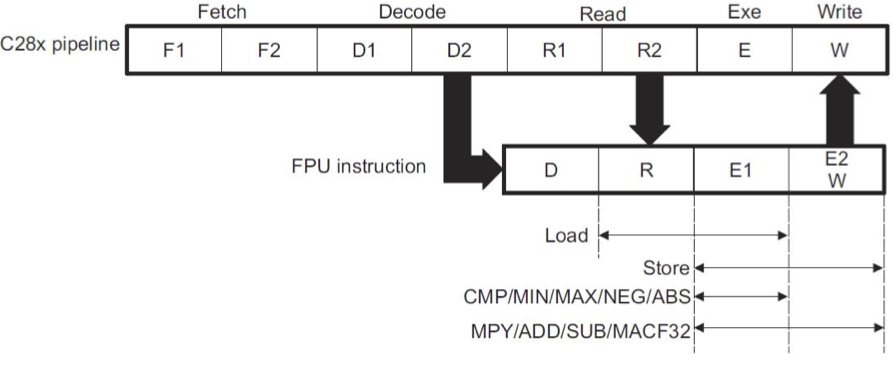 Fetch Decode Read Exe Write
C28x pipeline F1 F2 D1 D2 R1 R2 E W
FPU instruction D R E1 E2
W
Load
Store
CMP/MIN/MAX/NEG/ABS
MPY/ADD/SUB/MACF32